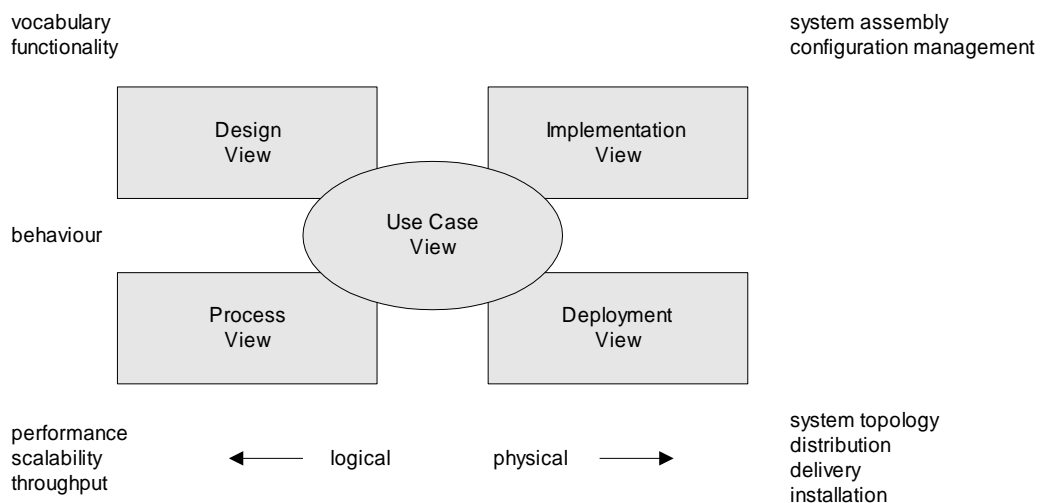 vocabulary
functionality
system assembly
configuration management
Design
View
Implementation
View
Use Case
View
behaviour
Process
View
Deployment
View
performance
scalability
throughput
logical
physical
system topology
distribution
delivery
installation